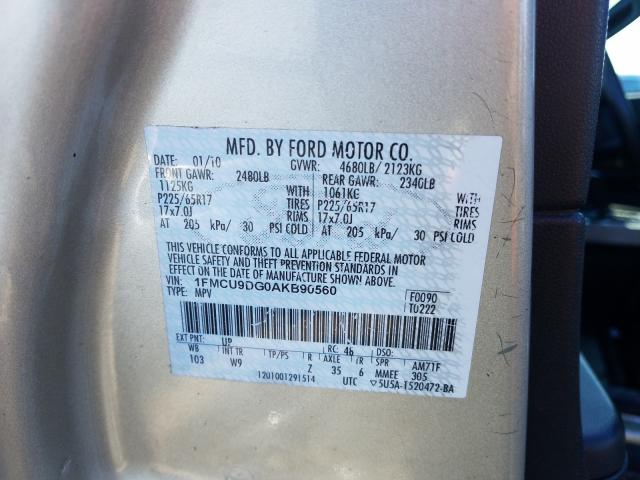 MFD. BY FORD MOTOR CO.
DATE: 01/10 GVWR: 4680LB/ 2123KG
FRONT GAWR: 2480LB REAR GAWR: 2340LB
1125KG WITH 1061KG WITH
P225/65R17 TIRES P225/65R17 TIRES
17x7.0J RIMS 17x7.0J RIMS
AT 205 kPa/ 30 PSI COLD AT 205 kPa/ 30 PSI COLD
THIS VEHICLE CONFORMS TO ALL APPLICABLE FEDERAL MOTOR
VEHICLE SAFETY AND THEFT PREVENTION STANDARDS IN
EFFECT ON THE DATE OF MANUFACTURE SHOWN ABOVE.
VIN: 1FMCU9DG0AKB90560 F0090
TYPE: MPV T0222
EXT PNT: UP RC: 46 DSO:
WB INT TR TP/PS R AXLE TR SPR AM71F
103 W9 Z 35 6 MMEE 305
1201001291514 UTC ▽5U5A-1520472-BA